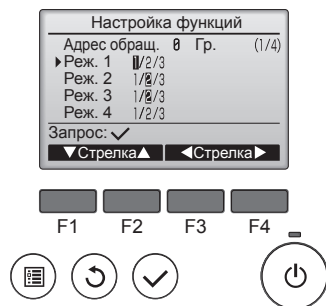 Настройка функций
Адрес обращ. 0 Гр. (1/4)
▶Реж. 1 1/2/3
Реж. 2 1/2/3
Реж. 3 1/2/3
Реж. 4 1/2/3
Запрос: ✓
▼Стрелка▲ ◀Стрелка▶
F1 F2 F3 F4